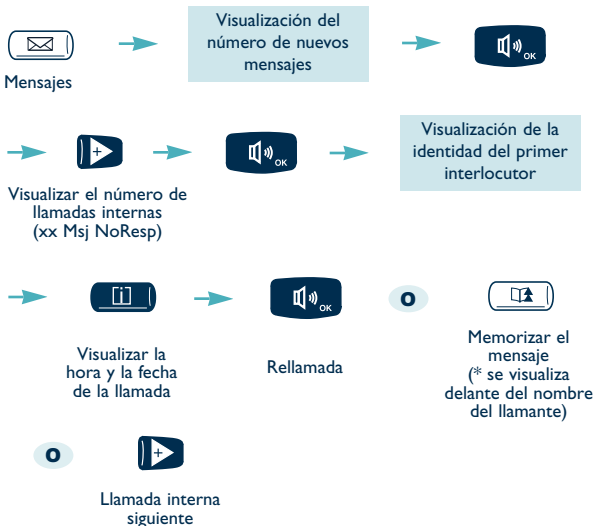 Visualización del
número de nuevos
mensajes
OK
Mensajes
+
OK
Visualización de la
identidad del primer
interlocutor
Visualizar el número de
llamadas internas
(xx Msj NoResp)
i
OK
O
Visualizar la
hora y la fecha
de la llamada
Rellamada
Memorizar el
mensaje
(* se visualiza
delante del nombre
del llamante)
O
+
Llamada interna
siguiente